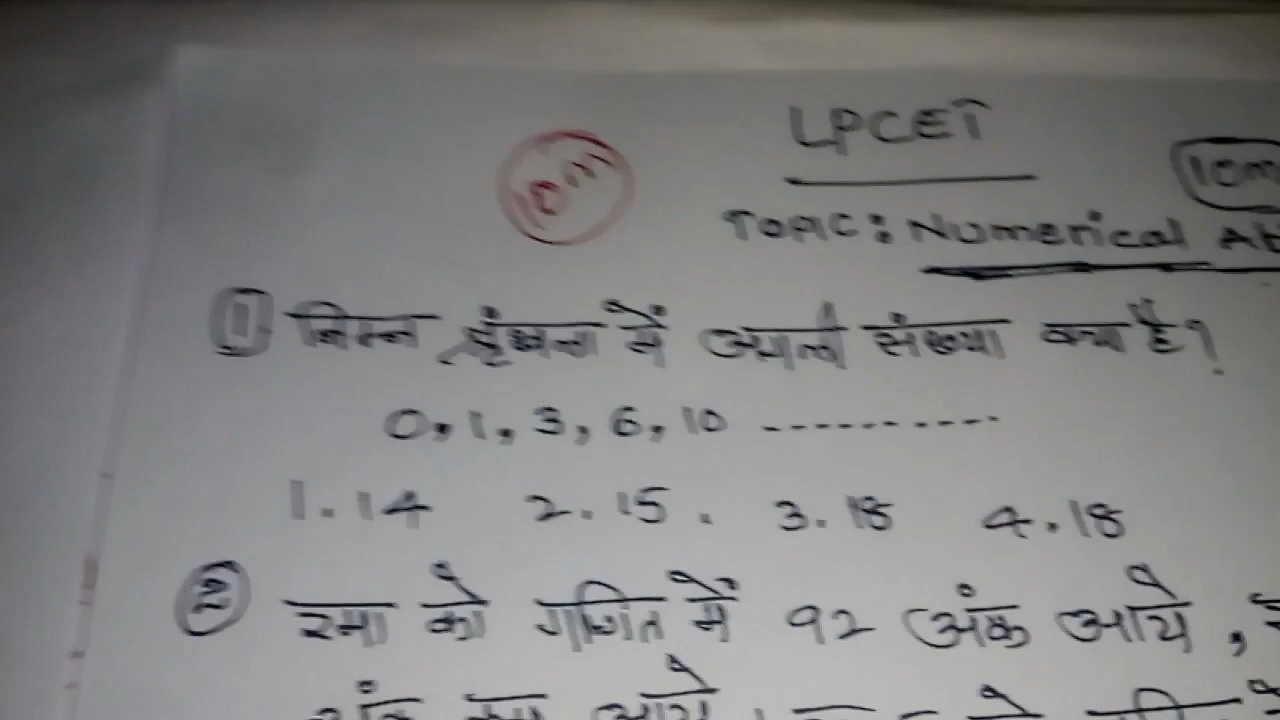 LPCET
TOPIC: Numerical
① निम्न श्रृंखला में अगली संख्या क्या है?
0, 1, 3, 6, 10 ----------
1. 14 2. 15. 3. 18 4. 18
② रमा को गणित में 92 अंक आये,